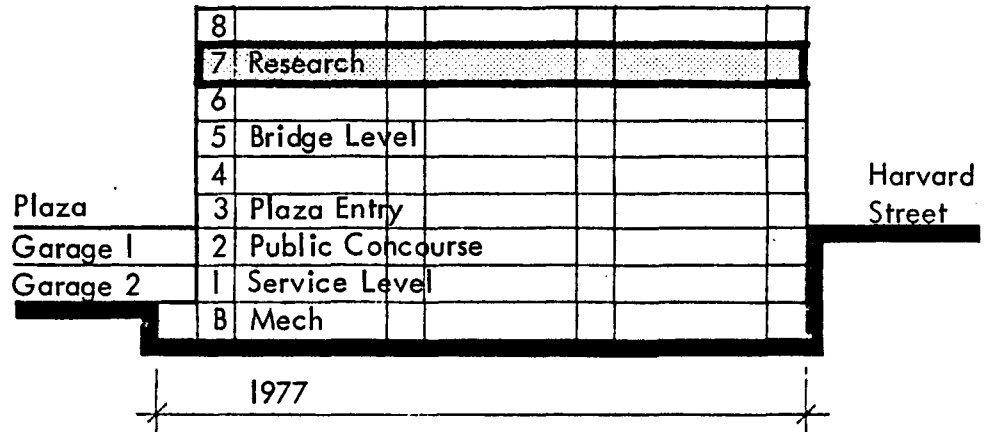 8
7 Research
6
5 Bridge Level
4
Harvard
Plaza 3 Plaza Entry Street
Garage 1 2 Public Concourse
Garage 2 1 Service Level
B Mech
1977